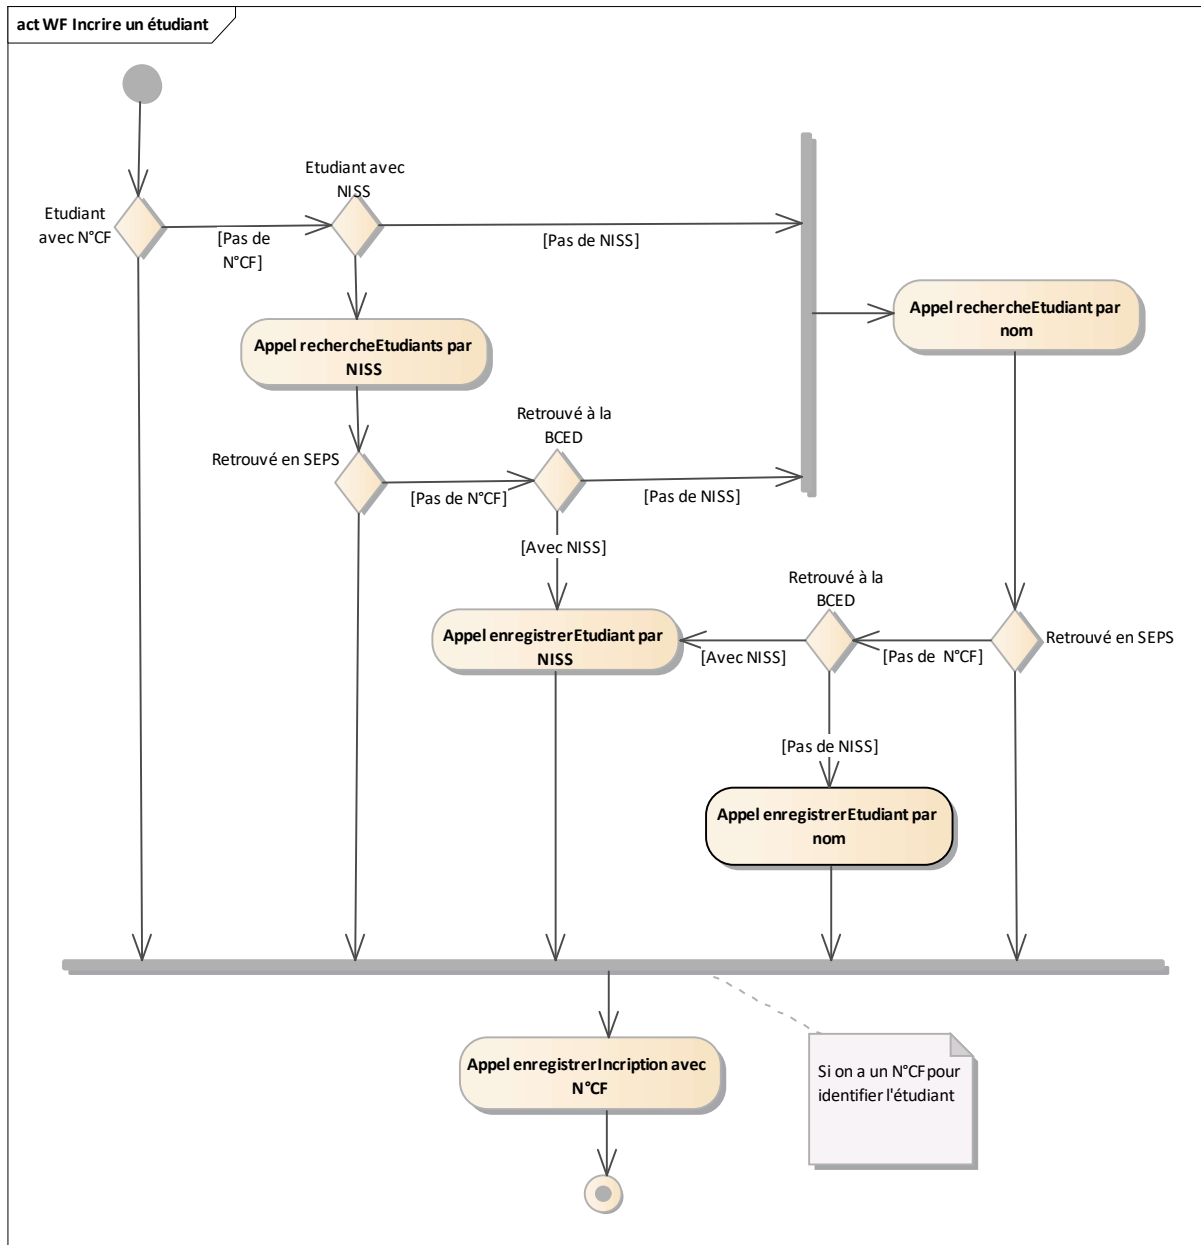 act WF Incrire un étudiant
Etudiant avec
NISS
Etudiant
avec N°CF
[Pas de
N°CF]
[Pas de NISS]
Appel rechercheEtudiant par
nom
Appel rechercheEtudiants par
NISS
Retrouvé à la
BCED
Retrouvé en SEPS
[Pas de N°CF]
[Pas de NISS]
[Avec NISS]
Retrouvé à la
BCED
Appel enregistrerEtudiant par
NISS
[Avec NISS]
[Pas de N°CF]
Retrouvé en SEPS
[Pas de NISS]
Appel enregistrerEtudiant par
nom
Appel enregistrerIncription avec
N°CF
Si on a un N°CF pour
identifier l'étudiant